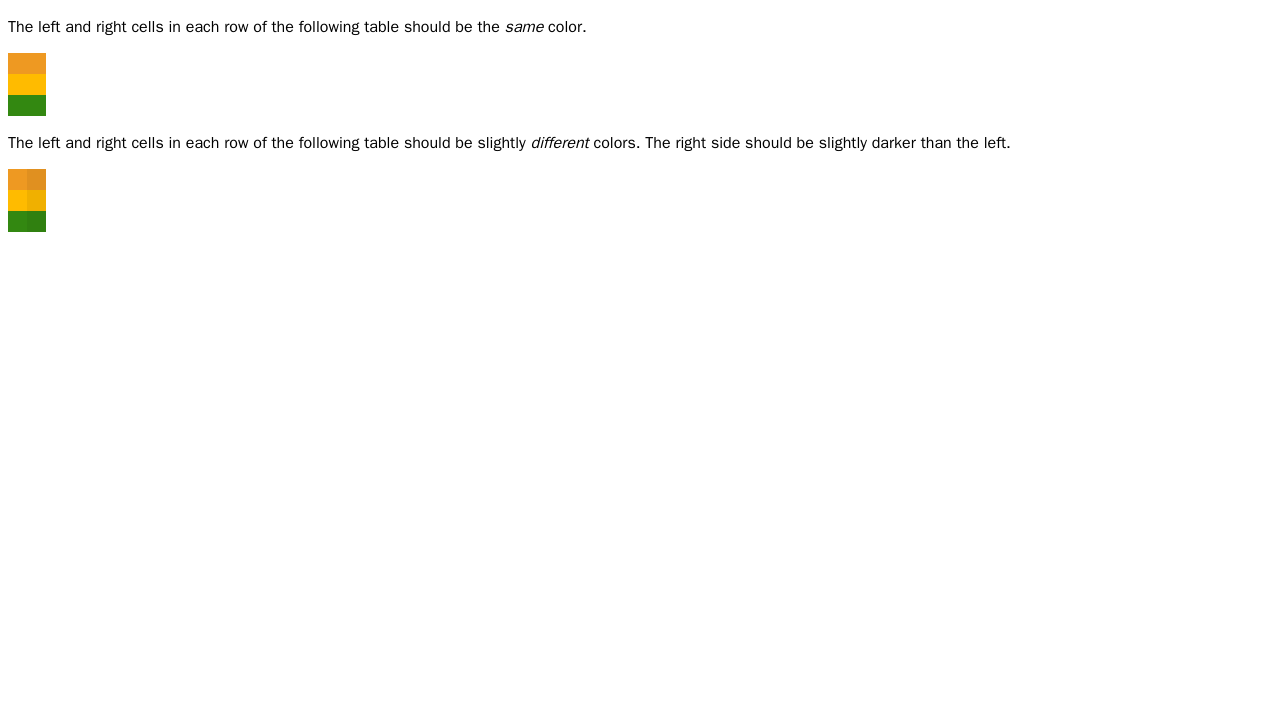 The left and right cells in each row of the following table should be the same color.
The left and right cells in each row of the following table should be slightly different colors. The right side should be slightly darker than the left.